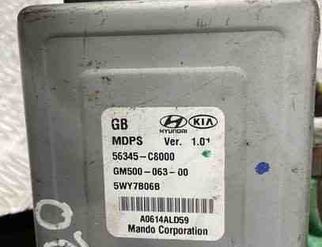 GB HYUNDAI KIA
MDPS Ver. 1.01
56345-C8000
GM500-063-00
5WY7B06B
A0614ALD59
Mando Corporation